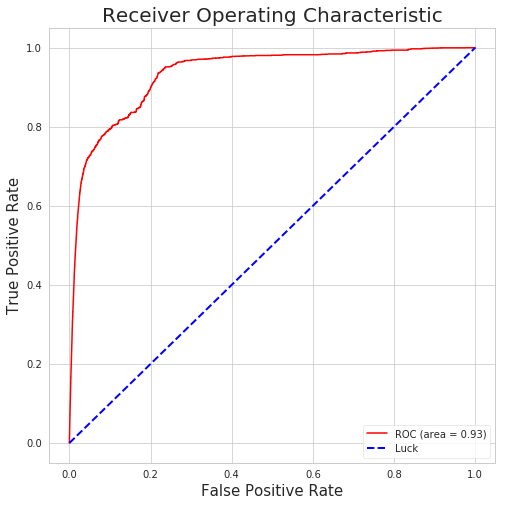 Receiver Operating Characteristic
True Positive Rate
1.0
0.8
0.6
0.4
0.2
0.0
0.0 0.2 0.4 0.6 0.8 1.0
False Positive Rate
ROC (area = 0.93)
Luck